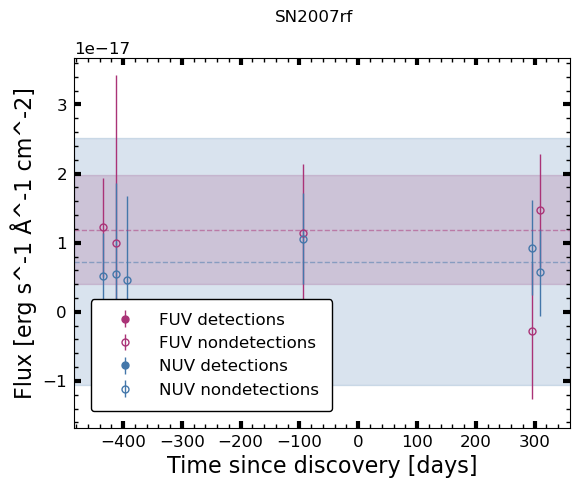 SN2007rf
1e−17
3
2
1
0
−1
Flux [erg s^-1 Å^-1 cm^-2]
FUV detections
FUV nondetections
NUV detections
NUV nondetections
−400 −300 −200 −100 0 100 200 300
Time since discovery [days]